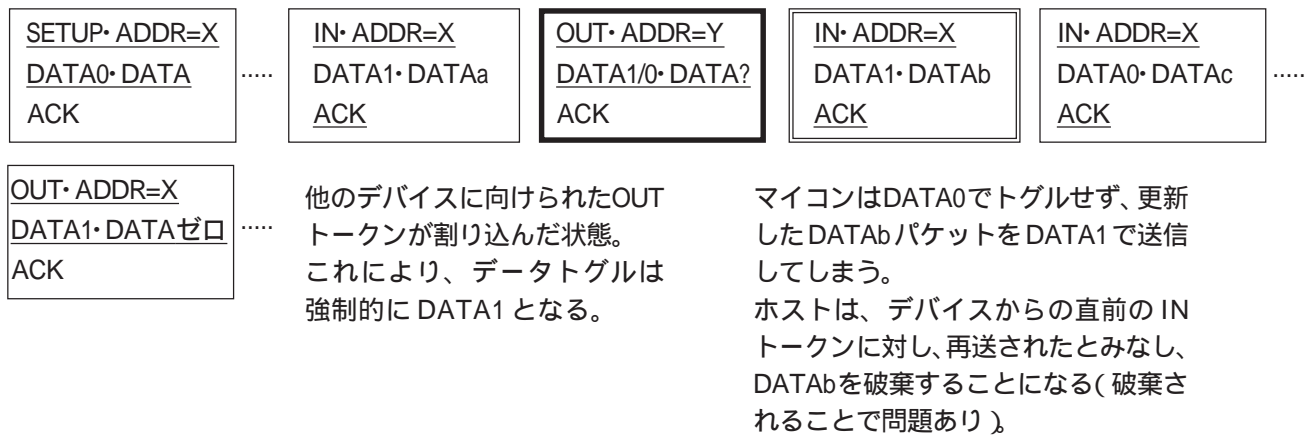 SETUP・ADDR=X
DATA0・DATA
ACK
.....
IN・ADDR=X
DATA1・DATAa
ACK
OUT・ADDR=Y
DATA1/0・DATA?
ACK
IN・ADDR=X
DATA1・DATAb
ACK
IN・ADDR=X
DATA0・DATAc
ACK
.....
OUT・ADDR=X
DATA1・DATAゼロ
ACK
.....
他のデバイスに向けられたOUT
トークンが割り込んだ状態。
これにより、データトグルは
強制的に DATA1 となる。
マイコンはDATA0でトグルせず、更新
したDATAbパケットをDATA1で送信
してしまう。
ホストは、デバイスからの直前の IN
トークンに対し、再送されたとみなし、
DATAbを破棄することになる(破棄さ
れることで問題あり)。